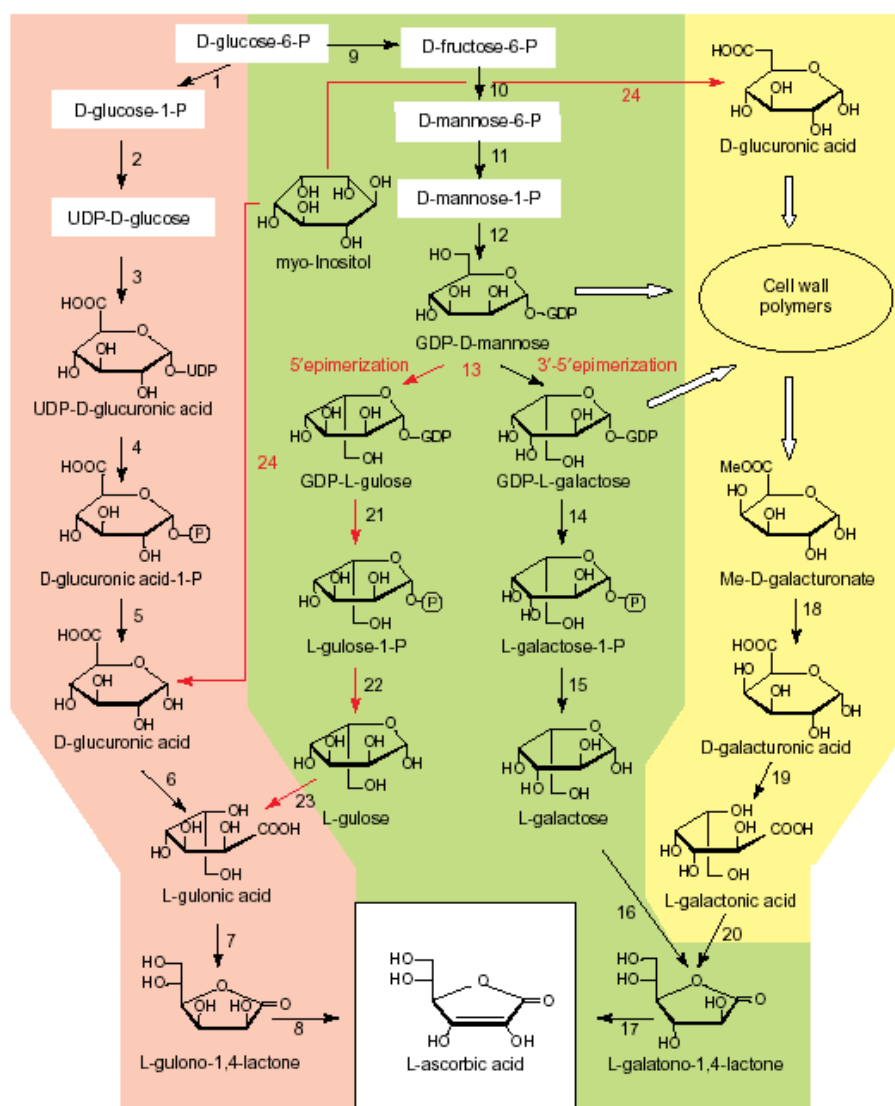 D-glucose-6-P
9
D-fructose-6-P
1
10
24
HOOC
O
OH
HO
OH
OH
D-glucuronic acid
D-glucose-1-P
D-mannose-6-P
2
11
UDP-D-glucose
OH
HO
OH
OH
HO
OH
myo-Inositol
D-mannose-1-P
12
3
HO
O
OH OH
HO
O-GDP
GDP-D-mannose
Cell wall
polymers
HOOC
O
OH
HO
O-UDP
OH
UDP-D-glucuronic acid
5'epimerization
13
3'-5'epimerization
O
OH OH
HO
O-GDP
OH
GDP-L-gulose
O
OH OH
HO
O-GDP
OH
GDP-L-galactose
4
24
HOOC
O
OH
HO
O-P
OH
D-glucuronic acid-1-P
21
14
MeOOC
HO
O
OH
OH
OH
Me-D-galacturonate
O
OH OH
HO
O-P
OH
L-gulose-1-P
O
OH
HO OH
O-P
OH
L-galactose-1-P
5
18
HOOC
O
OH
HO
OH
OH
D-glucuronic acid
22
15
HOOC
HO
O
OH
OH
OH
D-galacturonic acid
O
OH OH
HO
OH
OH
L-gulose
O
OH
HO OH
OH
OH
L-galactose
6
23
19
OH
OH OH
HO
COOH
OH
L-gulonic acid
OH
OH
HO OH
COOH
OH
L-galactonic acid
7
16
20
HO
HO
O
OH HO
O
L-gulono-1,4-lactone
8
HO
HO
O
O
HO OH
L-ascorbic acid
17
HO
HO
O
HO
O
HO
L-galatono-1,4-lactone